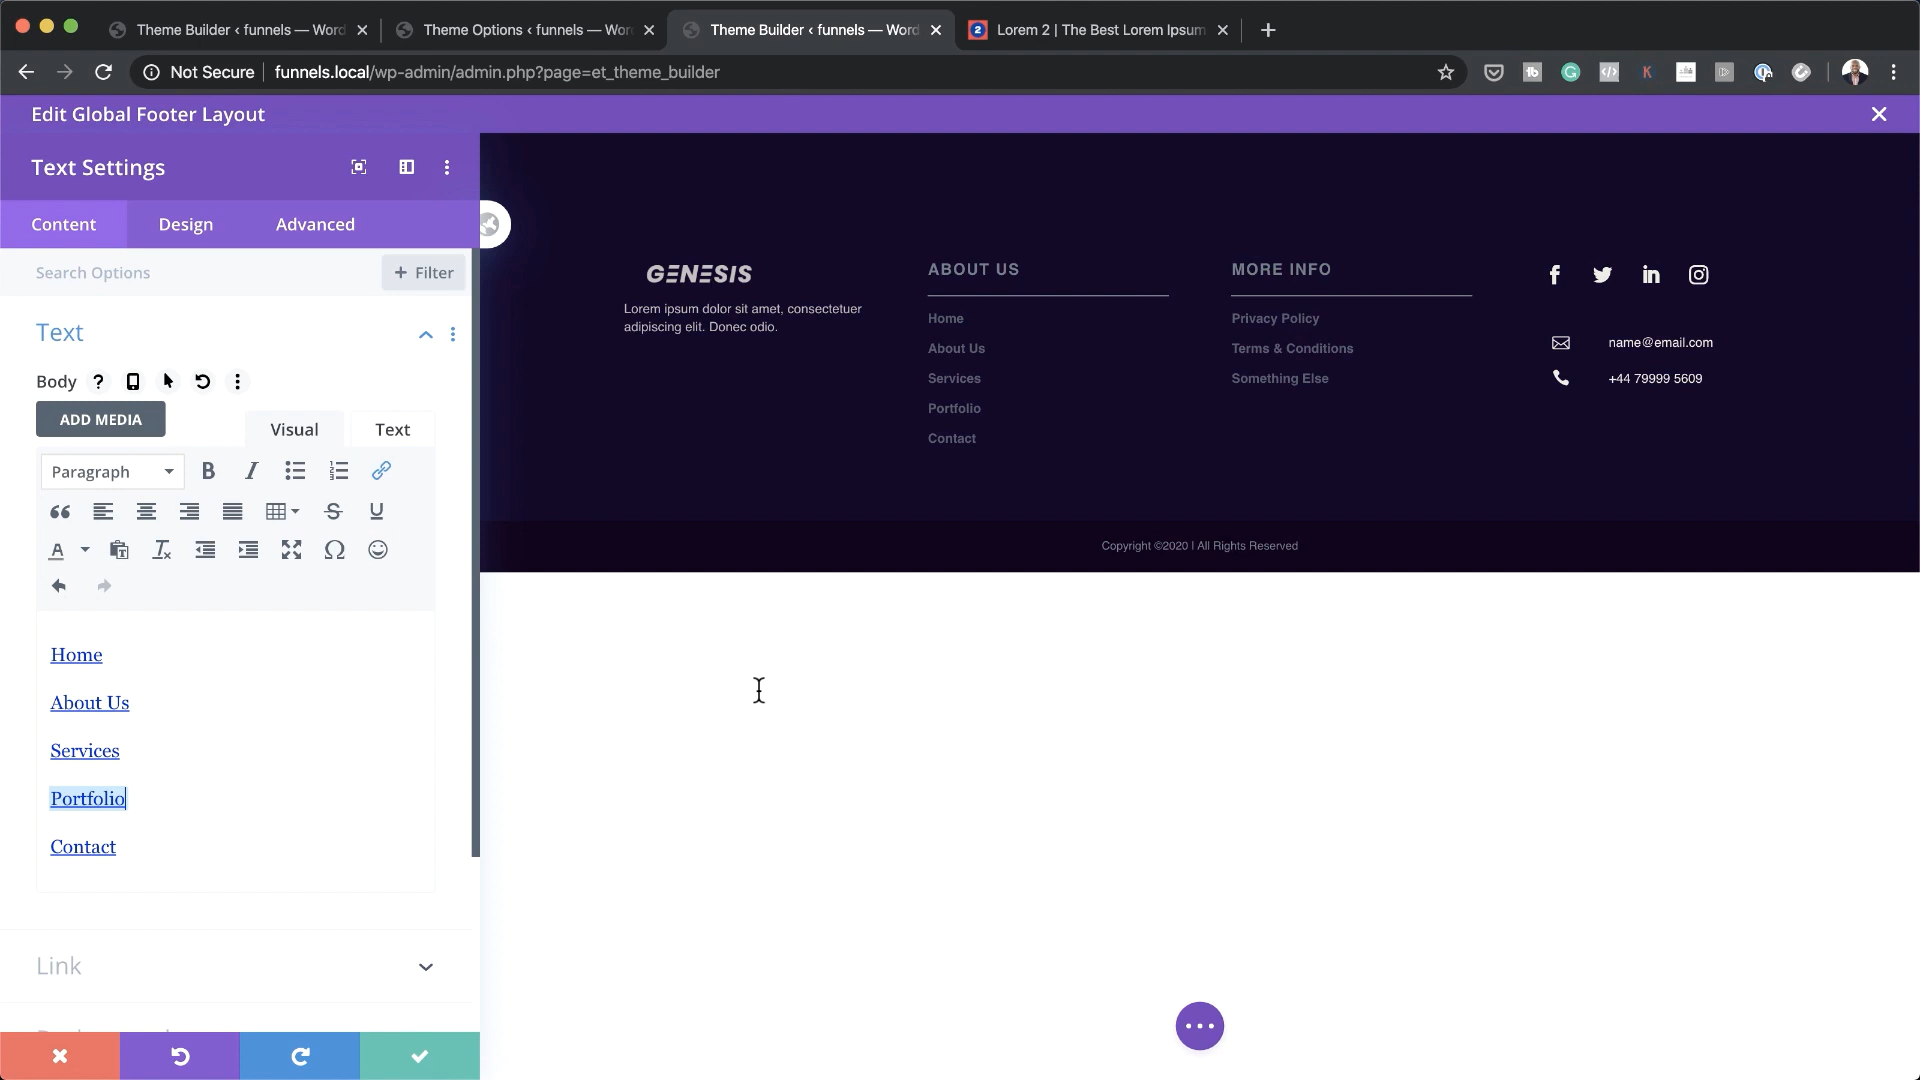 Theme Builder ‹ funnels — Word
Theme Options ‹ funnels — Wor
Theme Builder ‹ funnels — Word
Lorem 2 | The Best Lorem Ipsum
Not Secure
funnels.local/wp-admin/admin.php?page=et_theme_builder
Edit Global Footer Layout
Text Settings
Content
Design
Advanced
Search Options
+ Filter
Text
Body
ADD MEDIA
Visual
Text
Paragraph
Home
About Us
Services
Portfolio
Contact
Link
GENESIS
Lorem ipsum dolor sit amet, consectetuer
adipiscing elit. Donec odio.
ABOUT US
Home
About Us
Services
Portfolio
Contact
MORE INFO
Privacy Policy
Terms & Conditions
Something Else
name@email.com
+44 79999 5609
Copyright ©2020 | All Rights Reserved